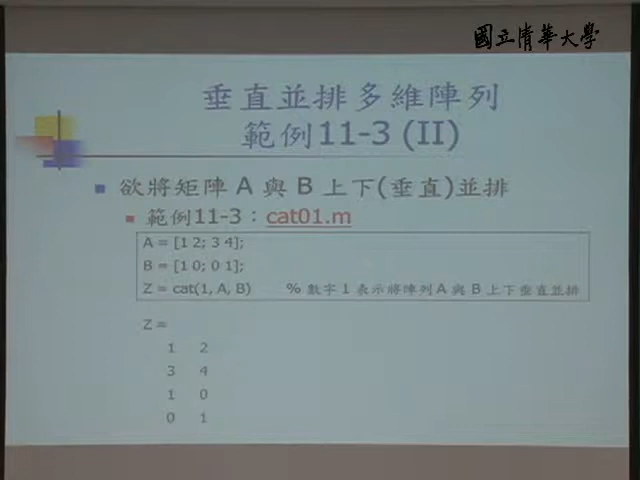 國立清華大學
垂直並排多維陣列
範例11-3 (II)
欲將矩陣 A 與 B 上下(垂直)並排
範例11-3：cat01.m
A = [1 2; 3 4];
B = [1 0; 0 1];
Z = cat(1, A, B) % 數字 1 表示將陣列 A 與 B 上下垂直並排
Z =
1 2
3 4
1 0
0 1